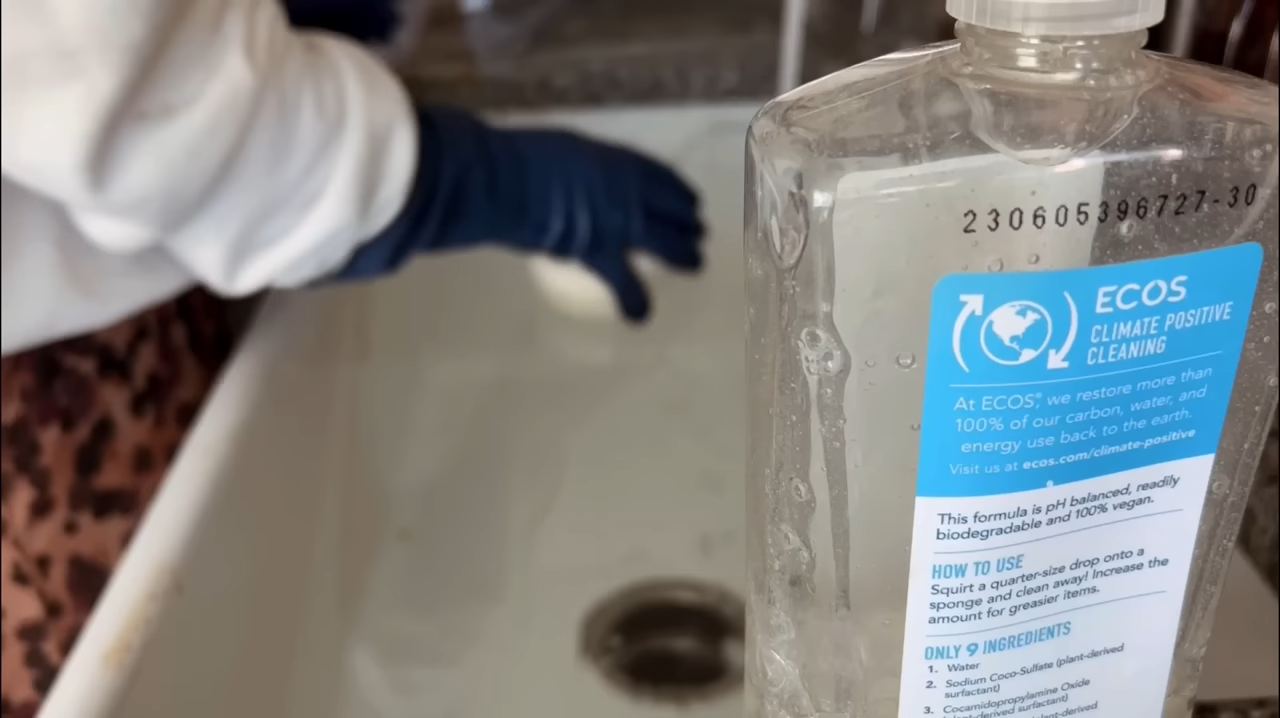 230605396727-30
ECOS
CLIMATE POSITIVE
CLEANING
At ECOS®, we restore more than
100% of our carbon, water, and
energy use back to the earth.
Visit us at ecos.com/climate-positive
This formula is pH balanced, readily
biodegradable and 100% vegan.
HOW TO USE
Squirt a quarter-size drop onto a
sponge and clean away! Increase the
amount for greasier items.
ONLY 9 INGREDIENTS
1. Water
2. Sodium Coco-Sulfate (plant-derived
surfactant)
3. Cocamidopropylamine Oxide
(plant-derived surfactant)